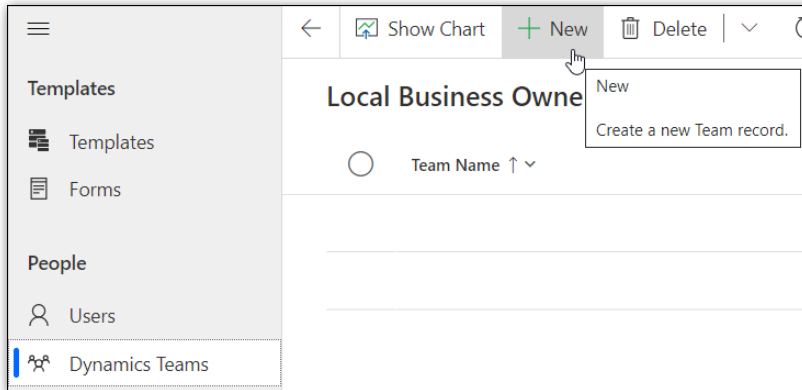 Show Chart
New
Delete
Templates
Local Business Owne
New
Create a new Team record.
Templates
Team Name
Forms
People
Users
Dynamics Teams